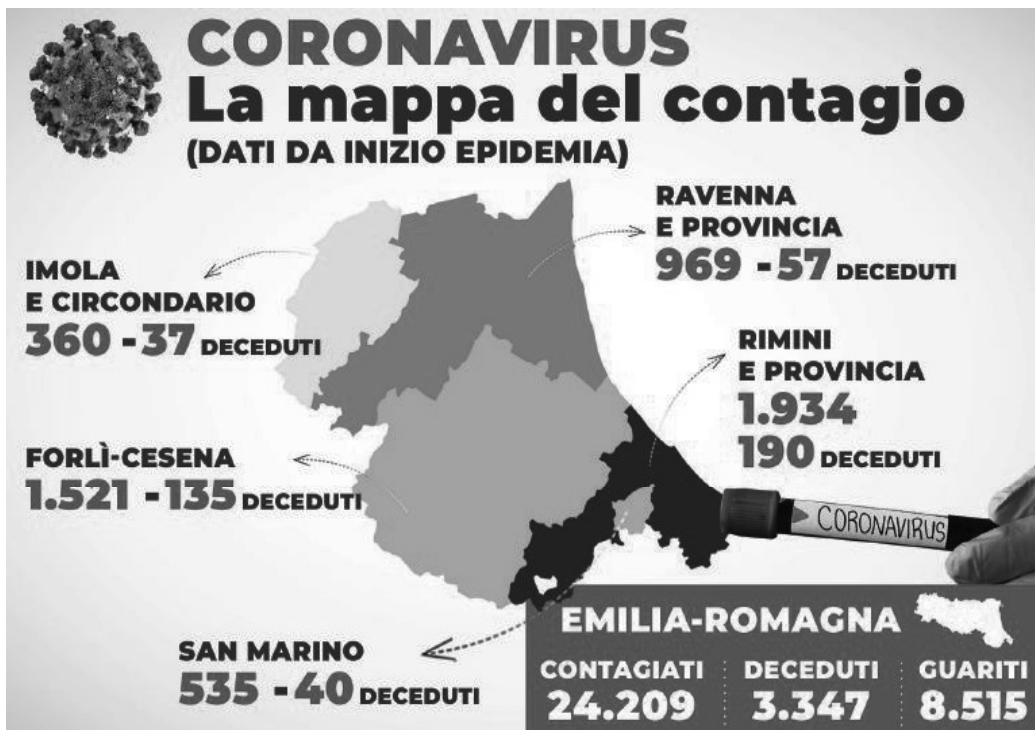 CORONAVIRUS
La mappa del contagio
(DATI DA INIZIO EPIDEMIA)
RAVENNA
E PROVINCIA
969 - 57 DECEDUTI
IMOLA
E CIRCONDARIO
360 - 37 DECEDUTI
RIMINI
E PROVINCIA
1.934
190 DECEDUTI
FORLÌ-CESENA
1.521 - 135 DECEDUTI
CORONAVIRUS
SAN MARINO
535 - 40 DECEDUTI
EMILIA-ROMAGNA
CONTAGIATI DECEDUTI GUARITI
24.209 3.347 8.515